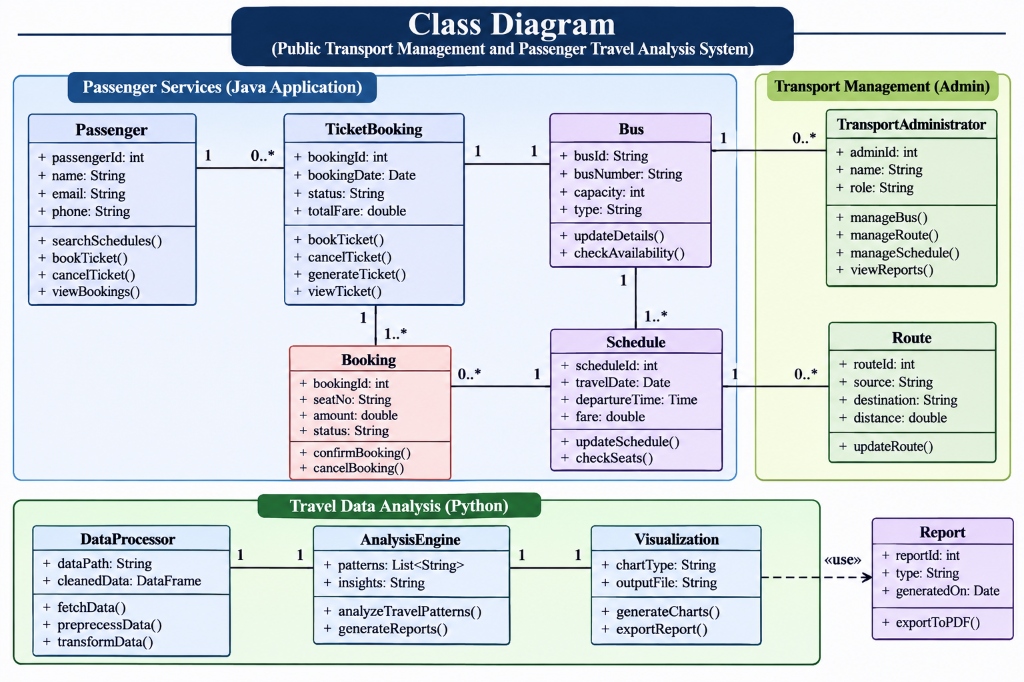 Class Diagram
(Public Transport Management and Passenger Travel Analysis System)
Passenger Services (Java Application)
Passenger
+ passengerId: int
+ name: String
+ email: String
+ phone: String
+ searchSchedules()
+ bookTicket()
+ cancelTicket()
+ viewBookings()
1
0..*
TicketBooking
+ bookingId: int
+ bookingDate: Date
+ status: String
+ totalFare: double
+ bookTicket()
+ cancelTicket()
+ generateTicket()
+ viewTicket()
1
1
Bus
+ busId: String
+ busNumber: String
+ capacity: int
+ type: String
+ updateDetails()
+ checkAvailability()
1
0..*
1
1..*
1
1..*
Booking
+ bookingId: int
+ seatNo: String
+ amount: double
+ status: String
+ confirmBooking()
+ cancelBooking()
0..*
1
Schedule
+ scheduleId: int
+ travelDate: Date
+ departureTime: Time
+ fare: double
+ updateSchedule()
+ checkSeats()
1
0..*
Transport Management (Admin)
TransportAdministrator
+ adminId: int
+ name: String
+ role: String
+ manageBus()
+ manageRoute()
+ manageSchedule()
+ viewReports()
Route
+ routeId: int
+ source: String
+ destination: String
+ distance: double
+ updateRoute()
Travel Data Analysis (Python)
DataProcessor
+ dataPath: String
+ cleanedData: DataFrame
+ fetchData()
+ preprecessData()
+ transformData()
1
1
AnalysisEngine
+ patterns: List<String>
+ insights: String
+ analyzeTravelPatterns()
+ generateReports()
1
1
Visualization
+ chartType: String
+ outputFile: String
+ generateCharts()
+ exportReport()
«use»
Report
+ reportId: int
+ type: String
+ generatedOn: Date
+ exportToPDF()